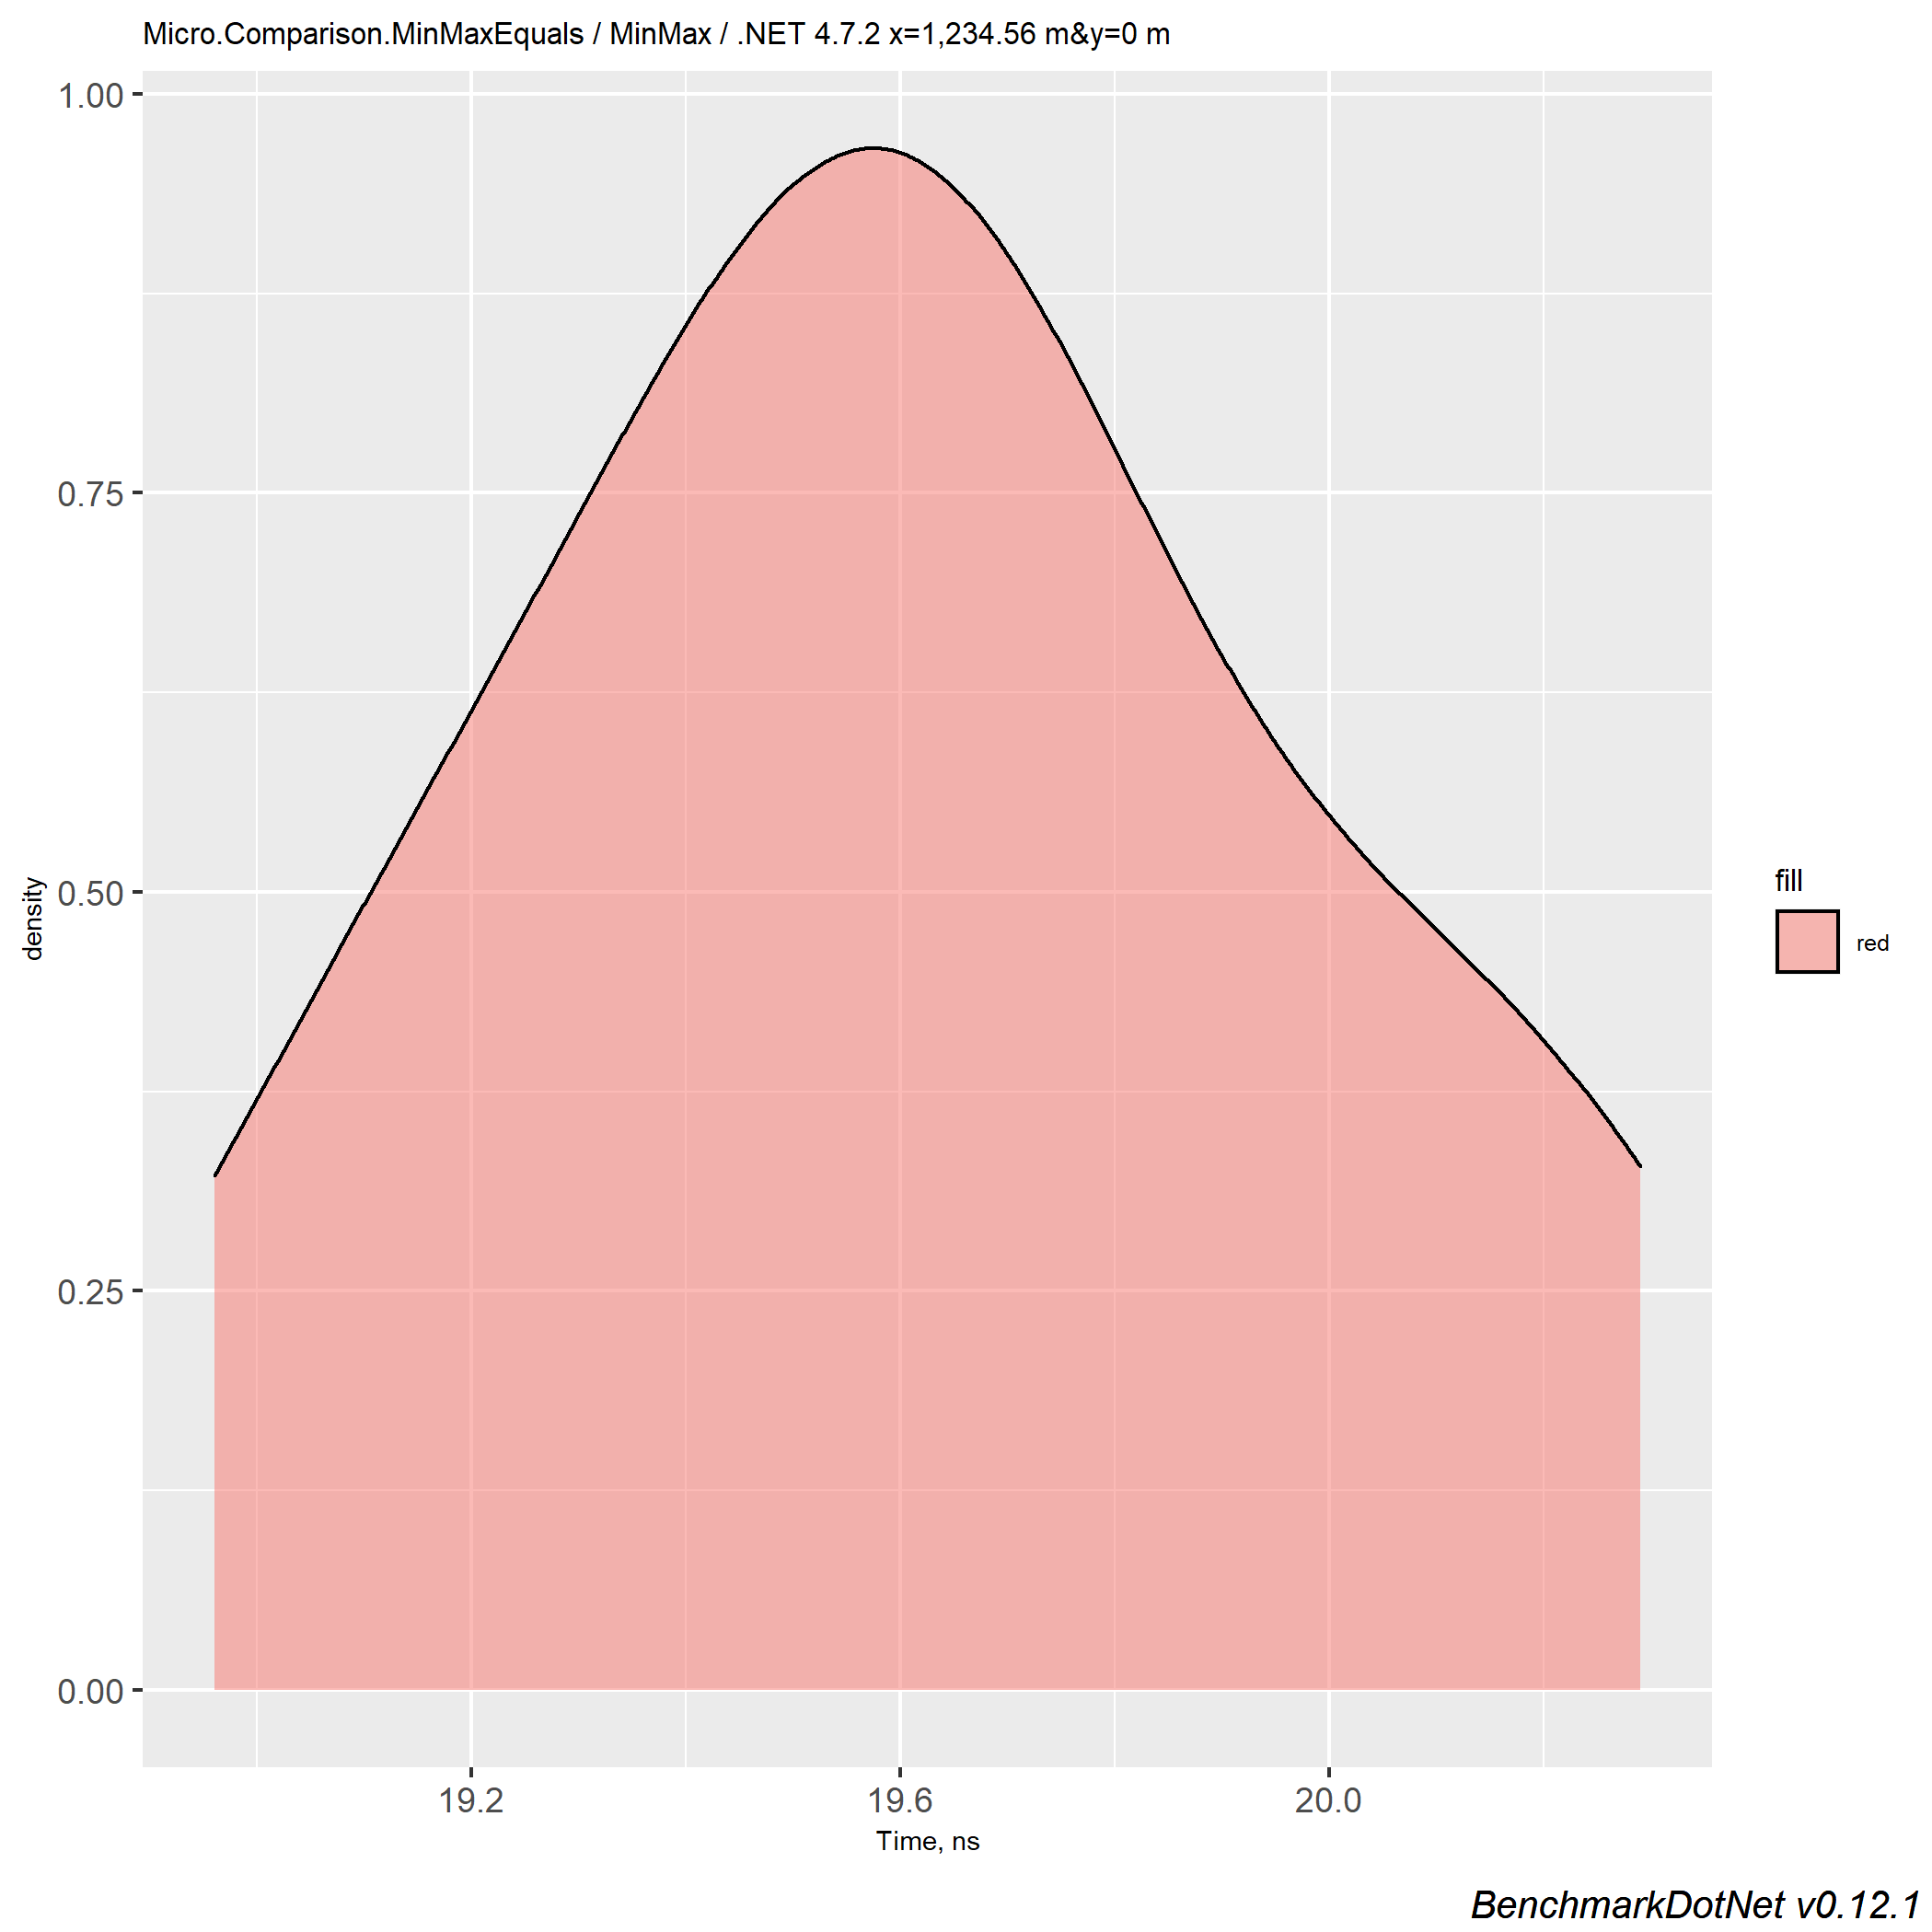 Micro.Comparison.MinMaxEquals / MinMax / .NET 4.7.2 x=1,234.56 m&y=0 m
1.00
0.75
0.50
0.25
0.00
density
19.2 19.6 20.0
Time, ns
fill
red
BenchmarkDotNet v0.12.1